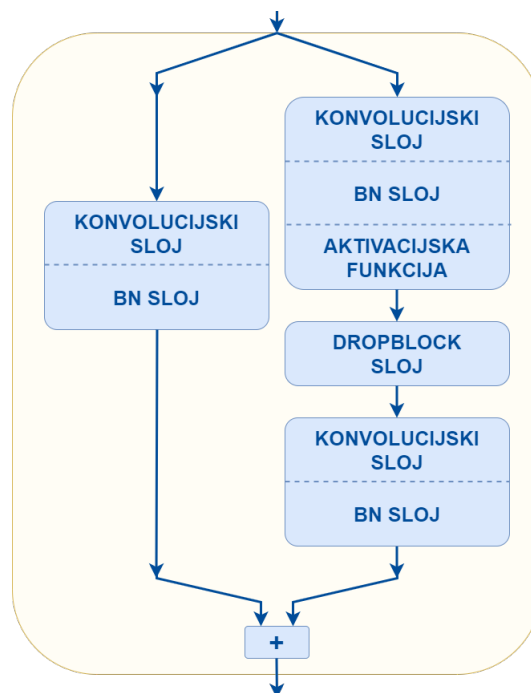 KONVOLUCIJSKI
SLOJ
BN SLOJ
KONVOLUCIJSKI
SLOJ
BN SLOJ
AKTIVACIJSKA
FUNKCIJA
DROPBLOCK
SLOJ
KONVOLUCIJSKI
SLOJ
BN SLOJ
+